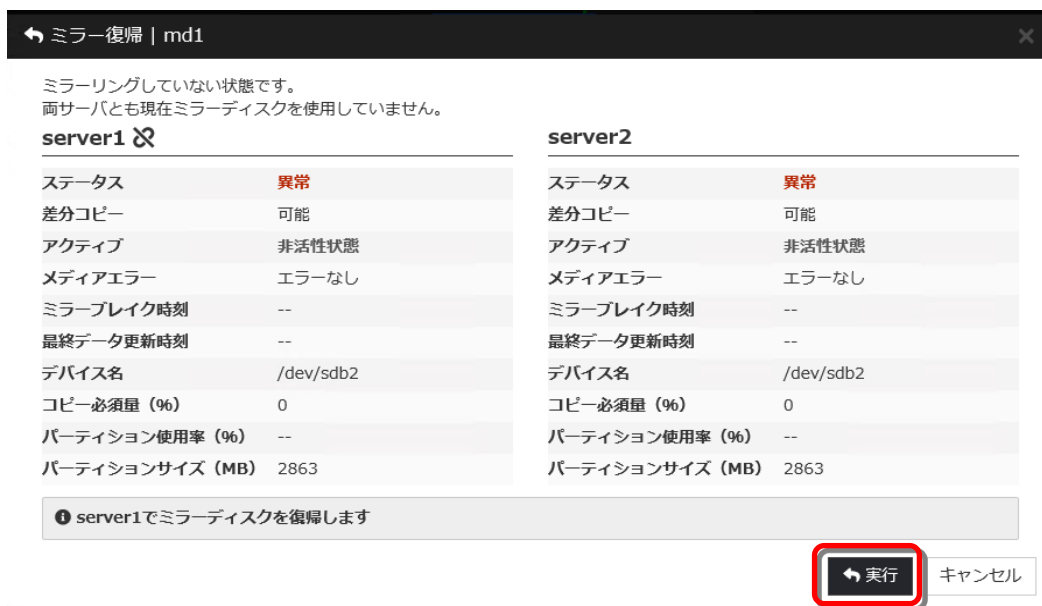 ミラー復帰 | md1
ミラーリングしていない状態です。
両サーバとも現在ミラーディスクを使用していません。
server1
ステータス 異常
差分コピー 可能
アクティブ 非活性状態
メディアエラー エラーなし
ミラーブレイク時刻 --
最終データ更新時刻 --
デバイス名 /dev/sdb2
コピー必須量（%） 0
パーティション使用率（%） --
パーティションサイズ（MB） 2863
server2
ステータス 異常
差分コピー 可能
アクティブ 非活性状態
メディアエラー エラーなし
ミラーブレイク時刻 --
最終データ更新時刻 --
デバイス名 /dev/sdb2
コピー必須量（%） 0
パーティション使用率（%） --
パーティションサイズ（MB） 2863
server1でミラーディスクを復帰します
実行 キャンセル